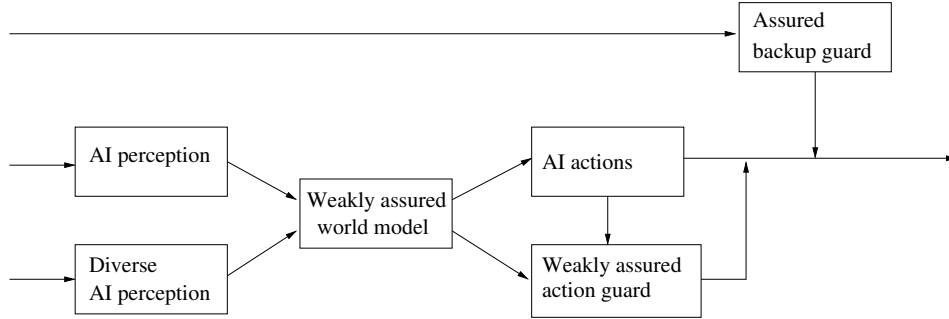 Assured
backup guard
AI perception
AI actions
Weakly assured
world model
Diverse
AI perception
Weakly assured
action guard